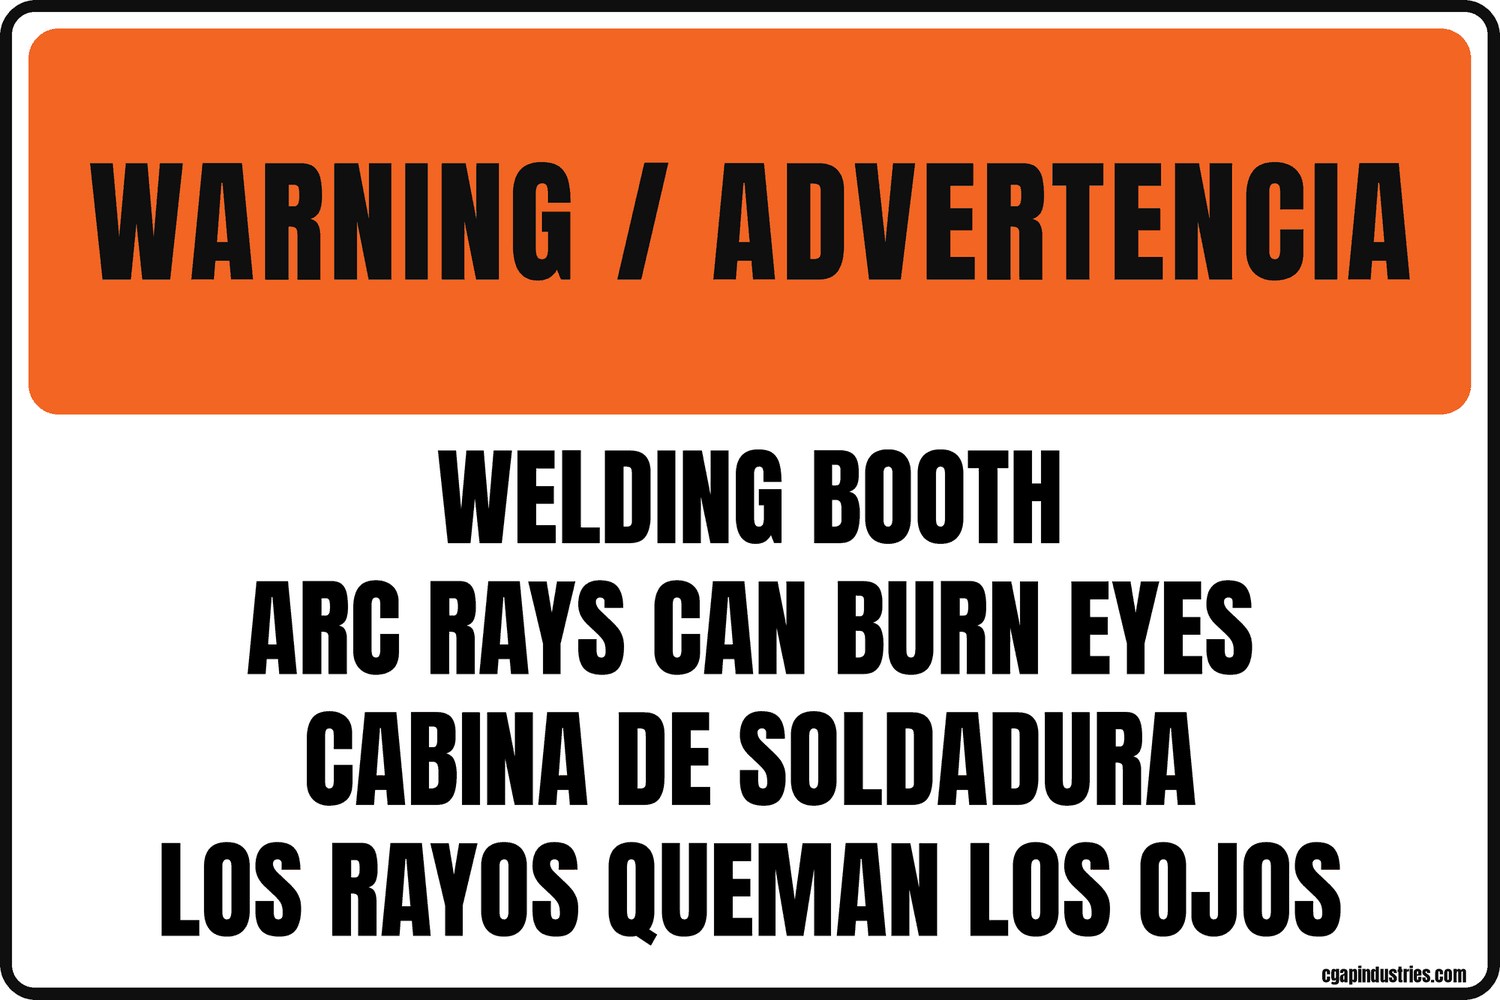 WARNING / ADVERTENCIA
WELDING BOOTH
ARC RAYS CAN BURN EYES
CABINA DE SOLDADURA
LOS RAYOS QUEMAN LOS OJOS
cgapindustries.com